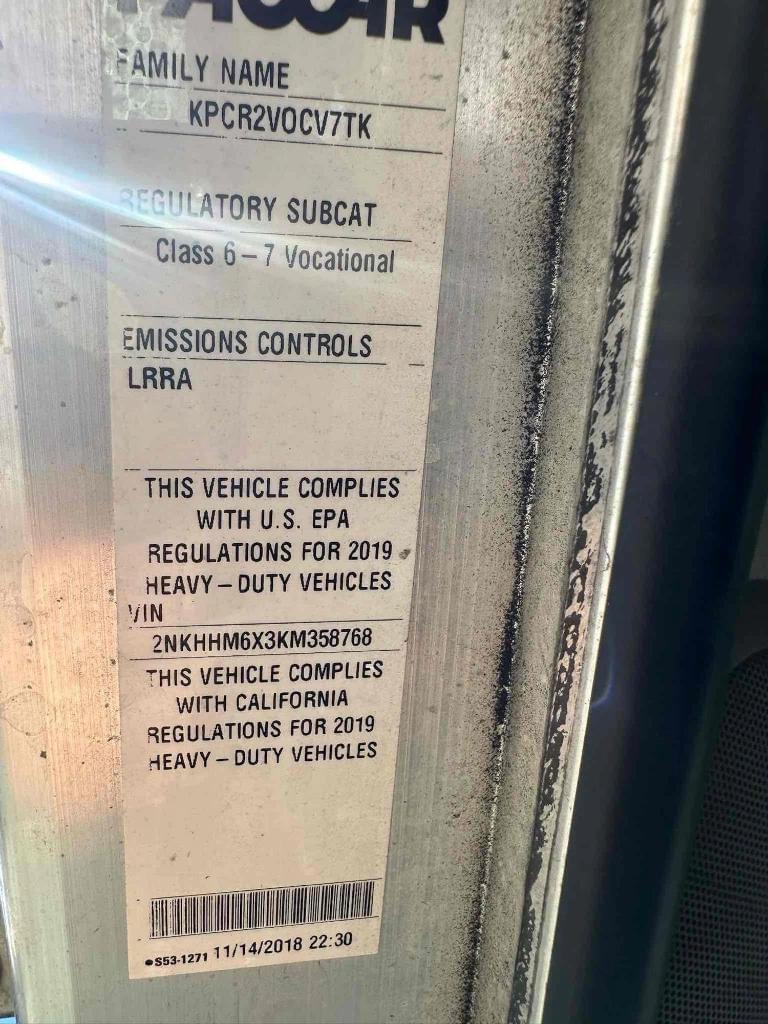 PACCAR
FAMILY NAME
KPCR2VOCV7TK
REGULATORY SUBCAT
Class 6-7 Vocational
EMISSIONS CONTROLS
LRRA
THIS VEHICLE COMPLIES
WITH U.S. EPA
REGULATIONS FOR 2019
HEAVY-DUTY VEHICLES
VIN
2NKHHM6X3KM358768
THIS VEHICLE COMPLIES
WITH CALIFORNIA
REGULATIONS FOR 2019
HEAVY-DUTY VEHICLES
•S53-1271 11/14/2018 22:30